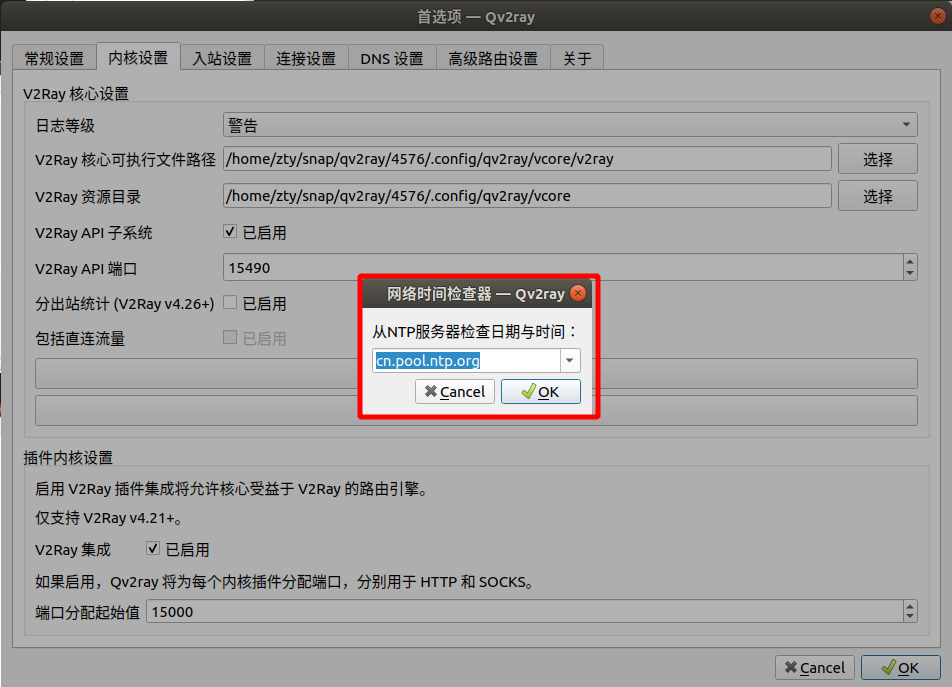 首选项 — Qv2ray
常规设置 内核设置 入站设置 连接设置 DNS 设置 高级路由设置 关于
V2Ray 核心设置
日志等级 警告
V2Ray 核心可执行文件路径 /home/zty/snap/qv2ray/4576/.config/qv2ray/vcore/v2ray 选择
V2Ray 资源目录 /home/zty/snap/qv2ray/4576/.config/qv2ray/vcore 选择
V2Ray API 子系统 已启用
V2Ray API 端口 15490
分出站统计 (V2Ray v4.26+) 已启用
包括直连流量 已启用
网络时间检查器 — Qv2ray
从NTP服务器检查日期与时间：
cn.pool.ntp.org
Cancel OK
插件内核设置
启用 V2Ray 插件集成将允许核心受益于 V2Ray 的路由引擎。
仅支持 V2Ray v4.21+。
V2Ray 集成 已启用
如果启用，Qv2ray 将为每个内核插件分配端口，分别用于 HTTP 和 SOCKS。
端口分配起始值 15000
Cancel OK